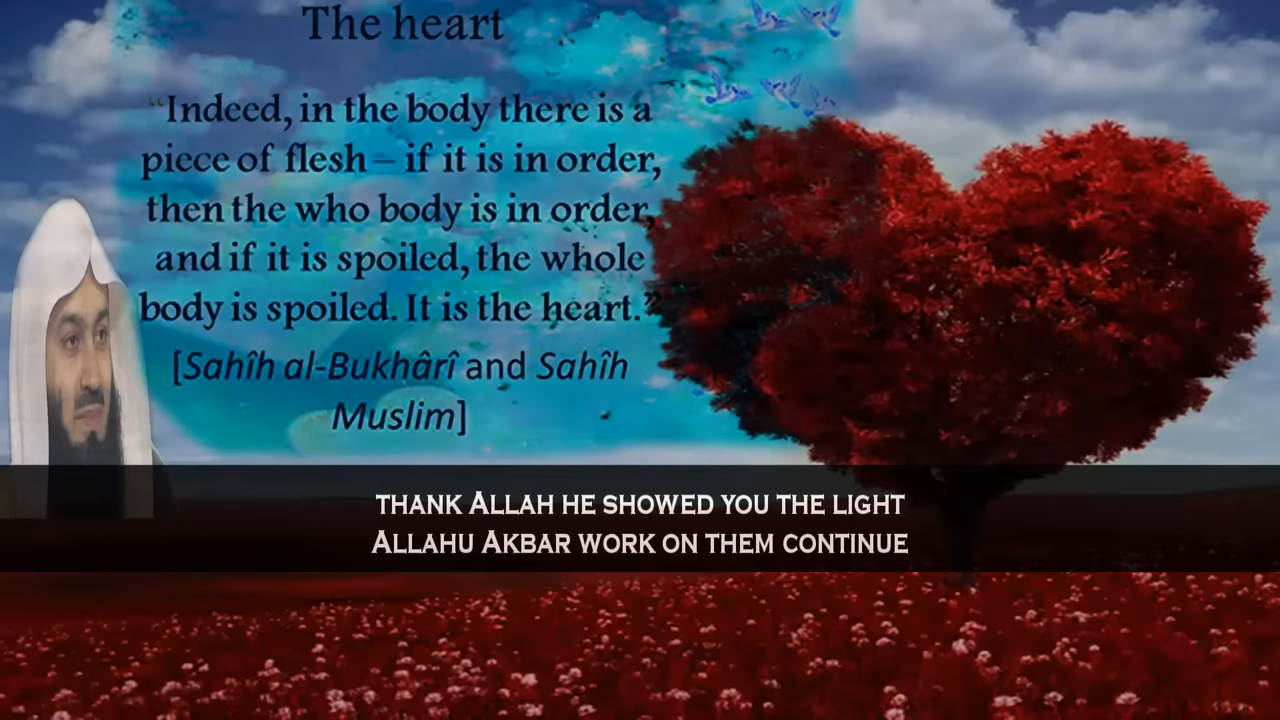 The heart
“Indeed, in the body there is a
piece of flesh – if it is in order,
then the who body is in order,
and if it is spoiled, the whole
body is spoiled. It is the heart.”
[Sahîh al-Bukhârî and Sahîh
Muslim]
THANK ALLAH HE SHOWED YOU THE LIGHT
ALLAHU AKBAR WORK ON THEM CONTINUE